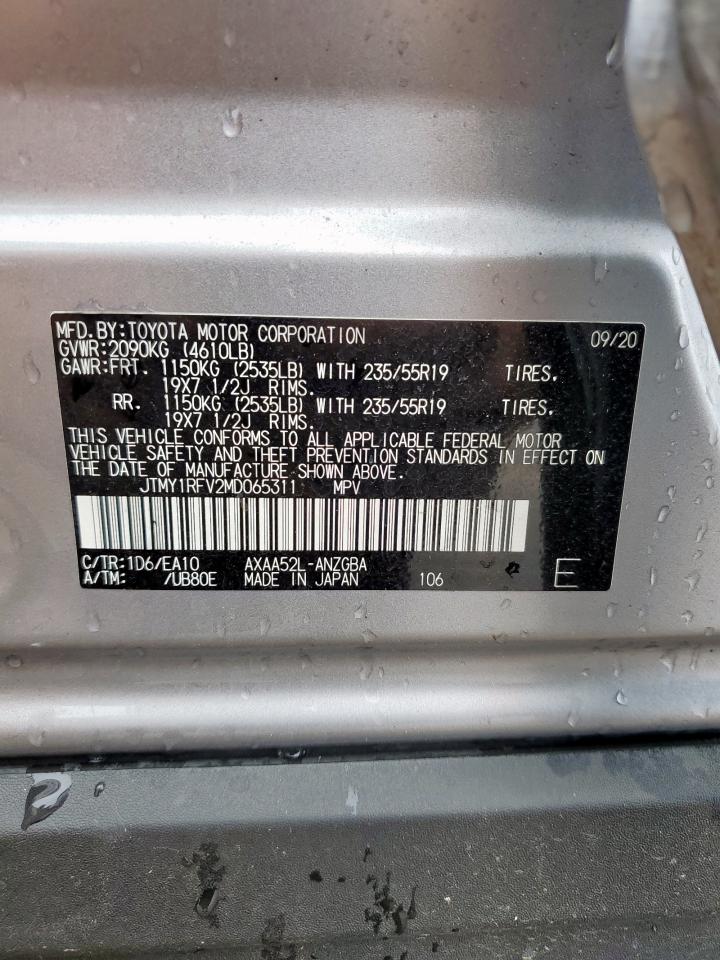 MFD.BY:TOYOTA MOTOR CORPORATION 09/20
GVWR:2090KG (4610LB)
GAWR:FRT. 1150KG (2535LB) WITH 235/55R19 TIRES.
19X7 1/2J RIMS.
RR. 1150KG (2535LB) WITH 235/55R19 TIRES.
19X7 1/2J RIMS.
THIS VEHICLE CONFORMS TO ALL APPLICABLE FEDERAL MOTOR
VEHICLE SAFETY AND THEFT PREVENTION STANDARDS IN EFFECT ON
THE DATE OF MANUFACTURE SHOWN ABOVE.
JTMY1RFV2MD065311 MPV
C/TR:1D6/EA10 AXAA52L-ANZGBA
A/TM: /UB80E MADE IN JAPAN 106 E